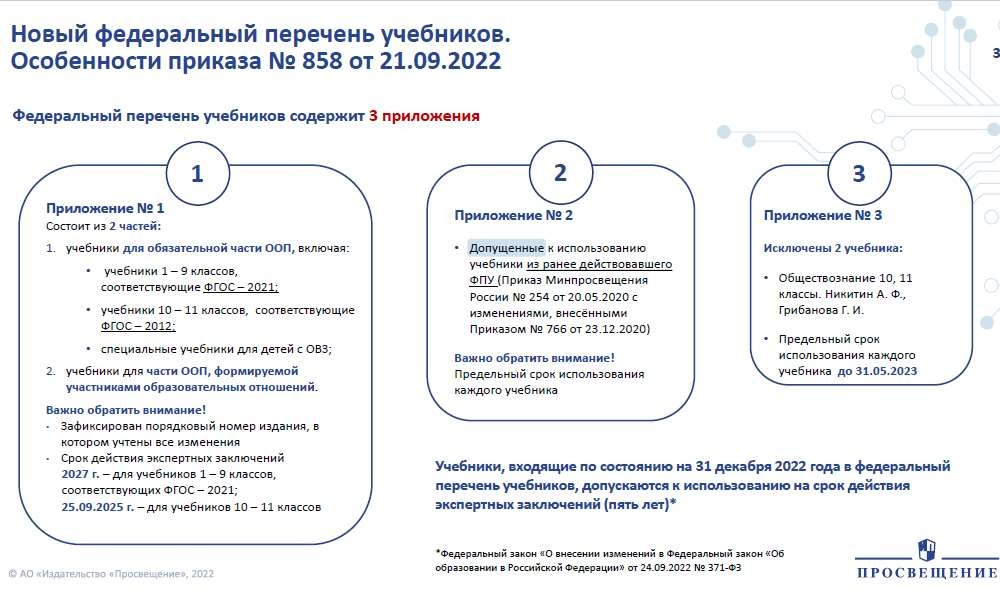 Новый федеральный перечень учебников.
Особенности приказа № 858 от 21.09.2022
3
Федеральный перечень учебников содержит 3 приложения
1
Приложение № 1
Состоит из 2 частей:
1. учебники для обязательной части ООП, включая:
• учебники 1 – 9 классов,
соответствующие ФГОС – 2021;
• учебники 10 – 11 классов, соответствующие
ФГОС – 2012;
• специальные учебники для детей с ОВЗ;
2. учебники для части ООП, формируемой
участниками образовательных отношений.
Важно обратить внимание!
• Зафиксирован порядковый номер издания, в
котором учтены все изменения
• Срок действия экспертных заключений
2027 г. – для учебников 1 – 9 классов,
соответствующих ФГОС – 2021;
25.09.2025 г. – для учебников 10 – 11 классов
2
Приложение № 2
• Допущенные к использованию
учебники из ранее действовавшего
ФПУ (Приказ Минпросвещения
России № 254 от 20.05.2020 с
изменениями, внесёнными
Приказом № 766 от 23.12.2020)
Важно обратить внимание!
Предельный срок использования
каждого учебника
3
Приложение № 3
Исключены 2 учебника:
• Обществознание 10, 11
классы. Никитин А. Ф.,
Грибанова Г. И.
• Предельный срок
использования каждого
учебника до 31.05.2023
Учебники, входящие по состоянию на 31 декабря 2022 года в федеральный
перечень учебников, допускаются к использованию на срок действия
экспертных заключений (пять лет)*
*Федеральный закон «О внесении изменений в Федеральный закон «Об
образовании в Российской Федерации» от 24.09.2022 № 371-ФЗ
© АО «Издательство «Просвещение», 2022
ПРОСВЕЩЕНИЕ